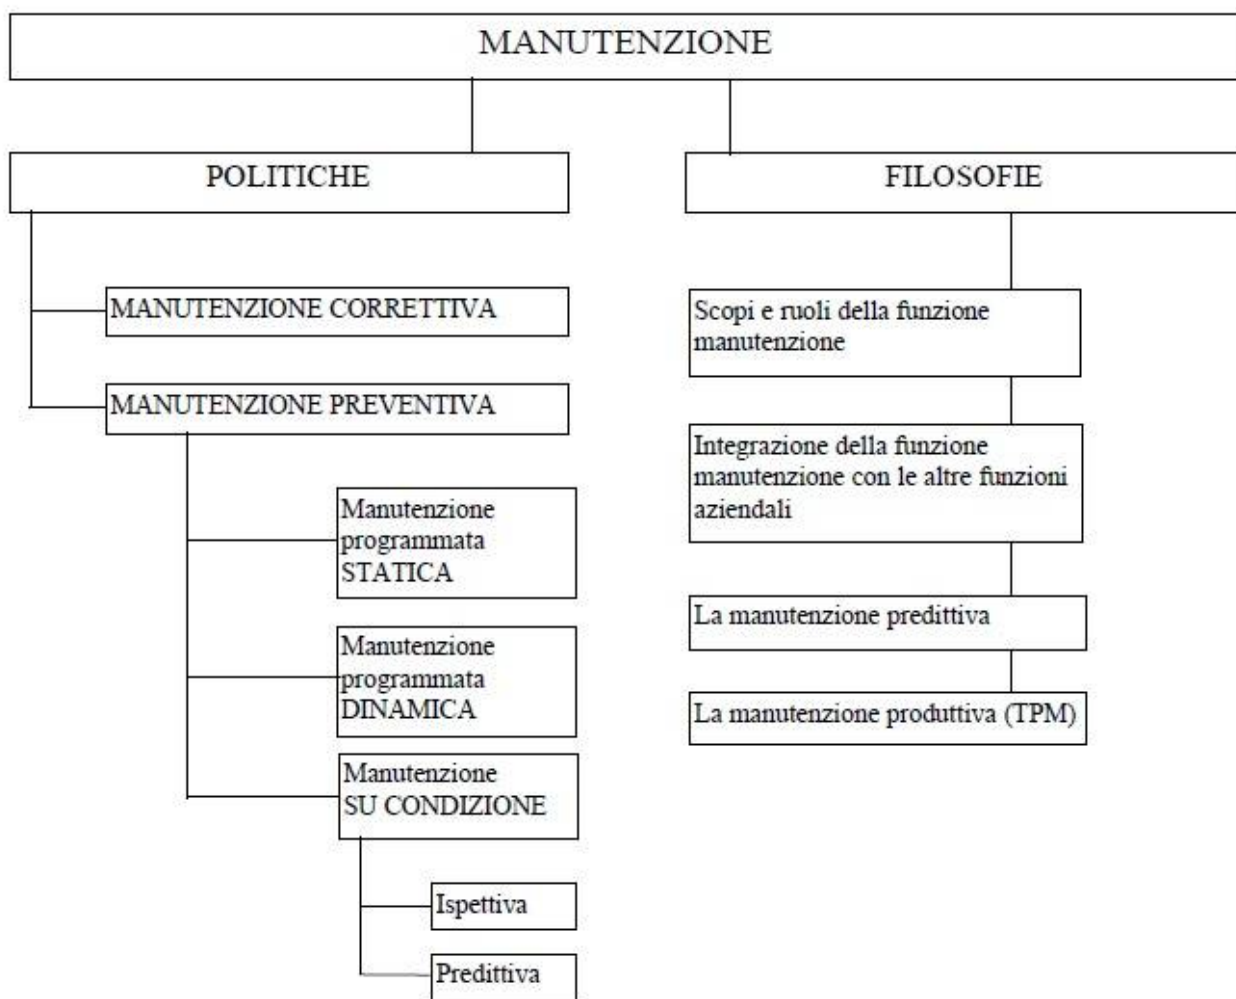 MANUTENZIONE
POLITICHE
MANUTENZIONE CORRETTIVA
MANUTENZIONE PREVENTIVA
Manutenzione
programmata
STATICA
Manutenzione
programmata
DINAMICA
Manutenzione
SU CONDIZIONE
Ispettiva
Predittiva
FILOSOFIE
Scopi e ruoli della funzione
manutenzione
Integrazione della funzione
manutenzione con le altre funzioni
aziendali
La manutenzione predittiva
La manutenzione produttiva (TPM)